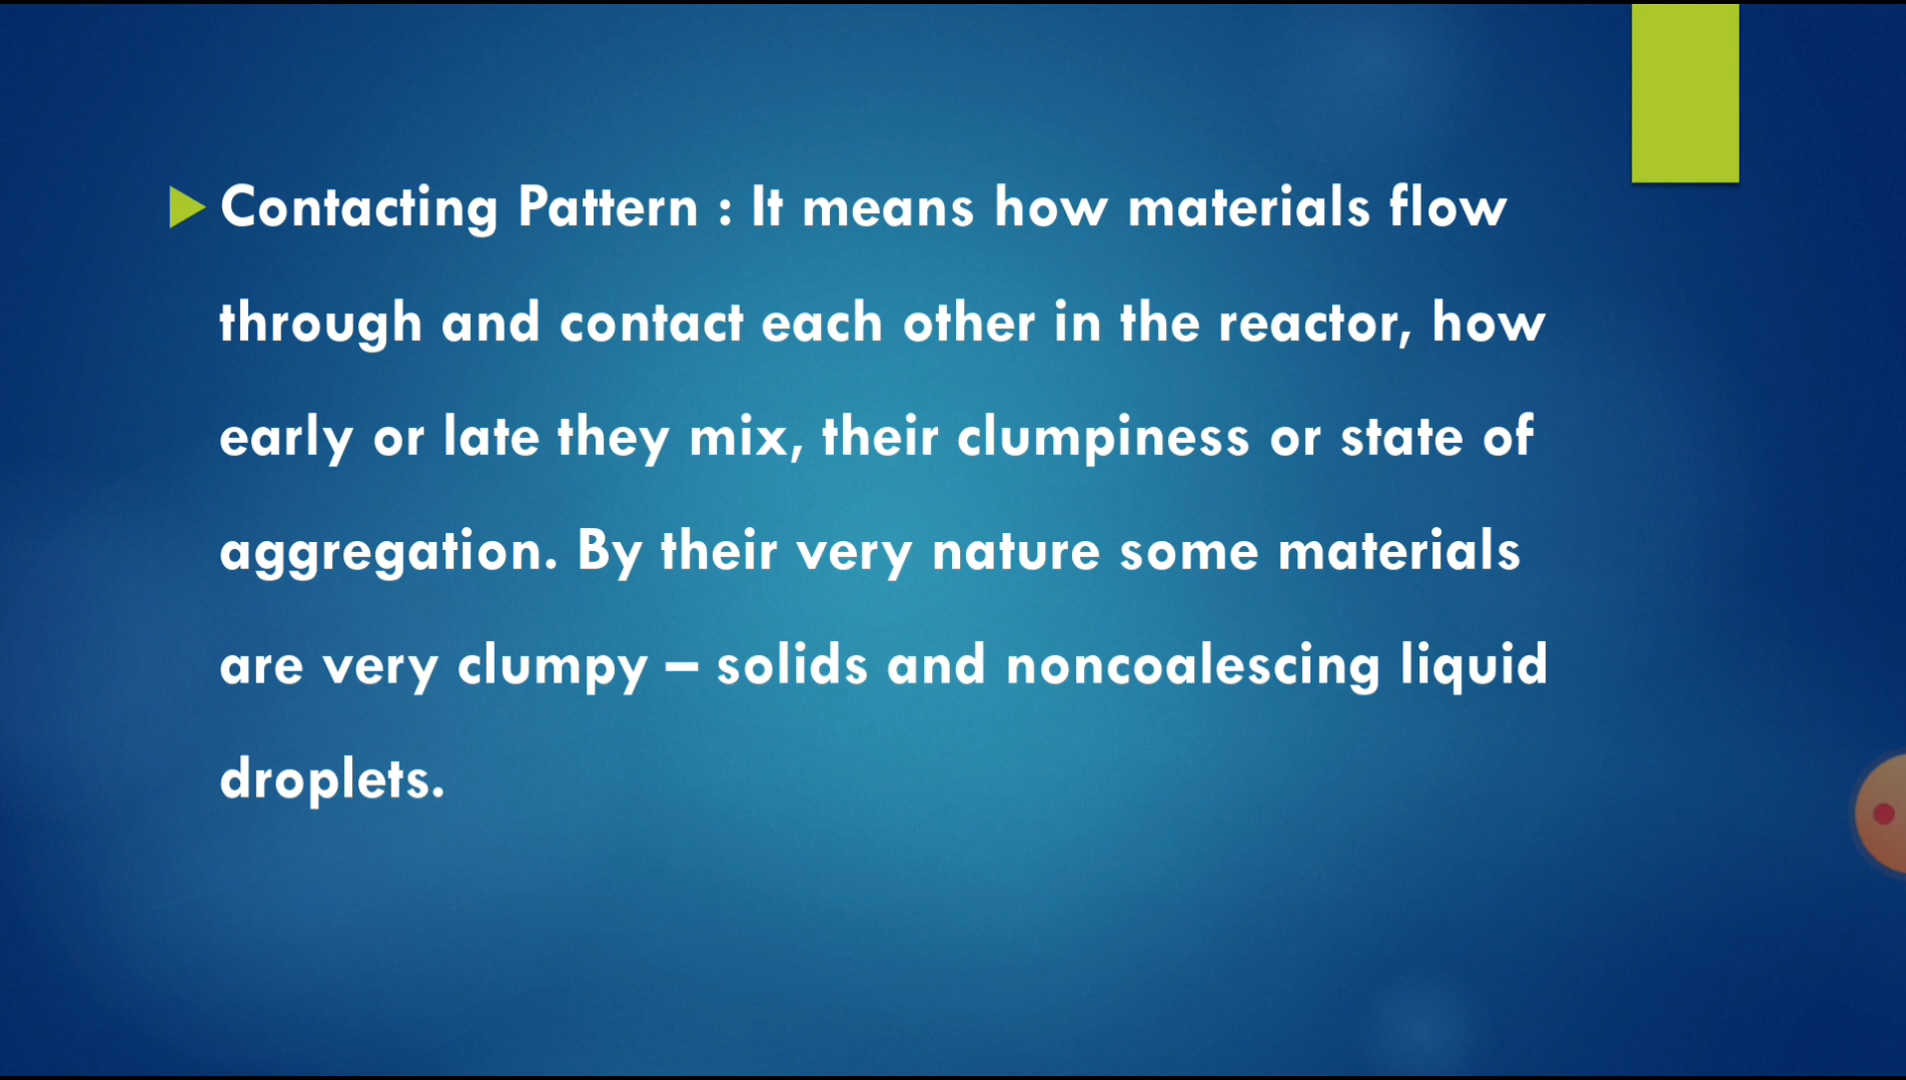 Contacting Pattern : It means how materials flow
through and contact each other in the reactor, how
early or late they mix, their clumpiness or state of
aggregation. By their very nature some materials
are very clumpy – solids and noncoalescing liquid
droplets.